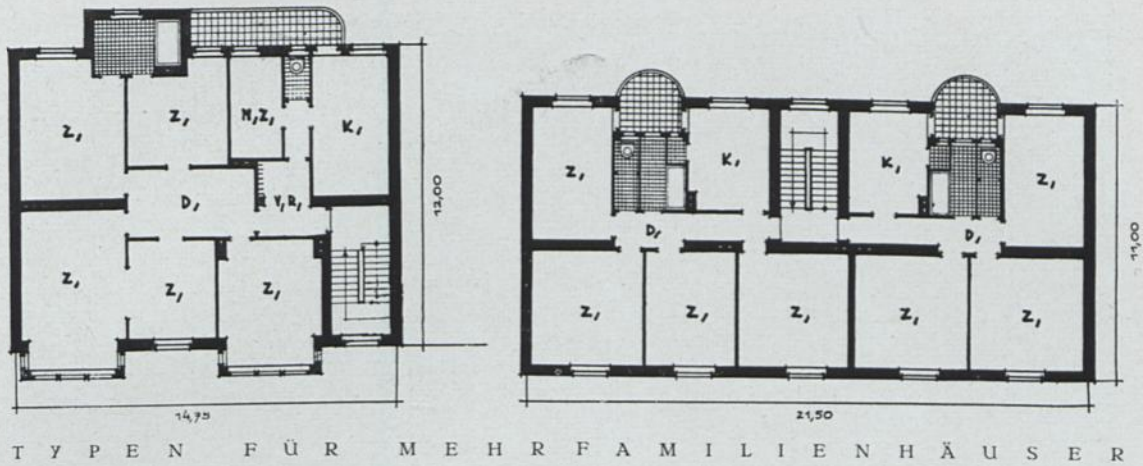 Z, Z, M,Z, K,
D, V,R,
Z, Z, Z,
12,00
14,75
Z, K, K, Z,
D, D,
Z, Z, Z, Z, Z,
11,00
21,50
TYPEN FÜR MEHRFAMILIENHÄUSER